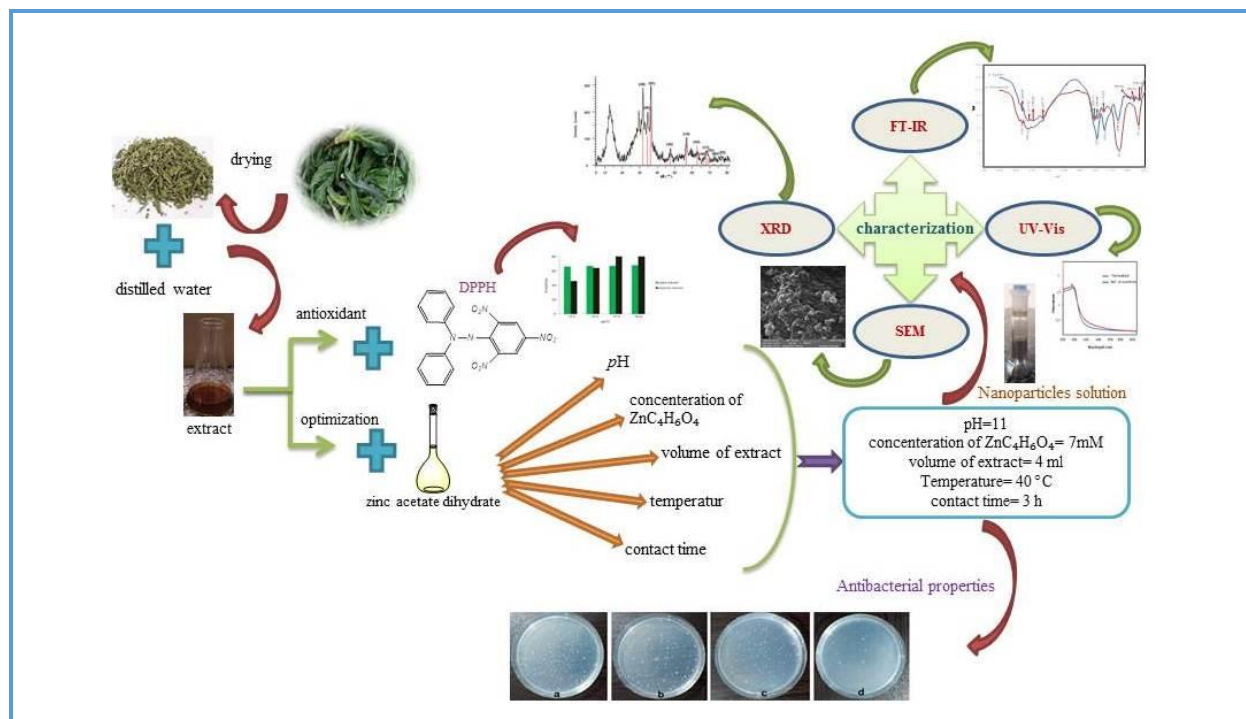 drying
distilled water
extract
antioxidant
optimization
DPPH
O₂N
N
N
NO₂
O₂N
zinc acetate dihydrate
pH
concenteration of
ZnC₄H₆O₄
volume of extract
temperatur
contact time
FT-IR
XRD
characterization
UV-Vis
SEM
Nanoparticles solution
pH=11
concenteration of ZnC₄H₆O₄= 7mM
volume of extract= 4 ml
Temperature= 40 °C
contact time= 3 h
Antibacterial properties
a
b
c
d